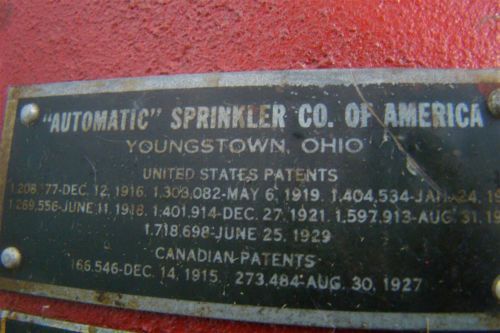 "AUTOMATIC" SPRINKLER CO. OF AMERICA
YOUNGSTOWN, OHIO
UNITED STATES PATENTS
77-DEC. 12, 1916. 1,303,082-MAY 6, 1919. 1,404,534-JAN. 24,
1,269,556-JUNE 11, 1918. 1,401,914-DEC. 27, 1921. 1,597,913-AUG. 31,
1,718,698-JUNE 25, 1929
CANADIAN-PATENTS
166,546-DEC. 14, 1915. 273,484-AUG. 30, 1927